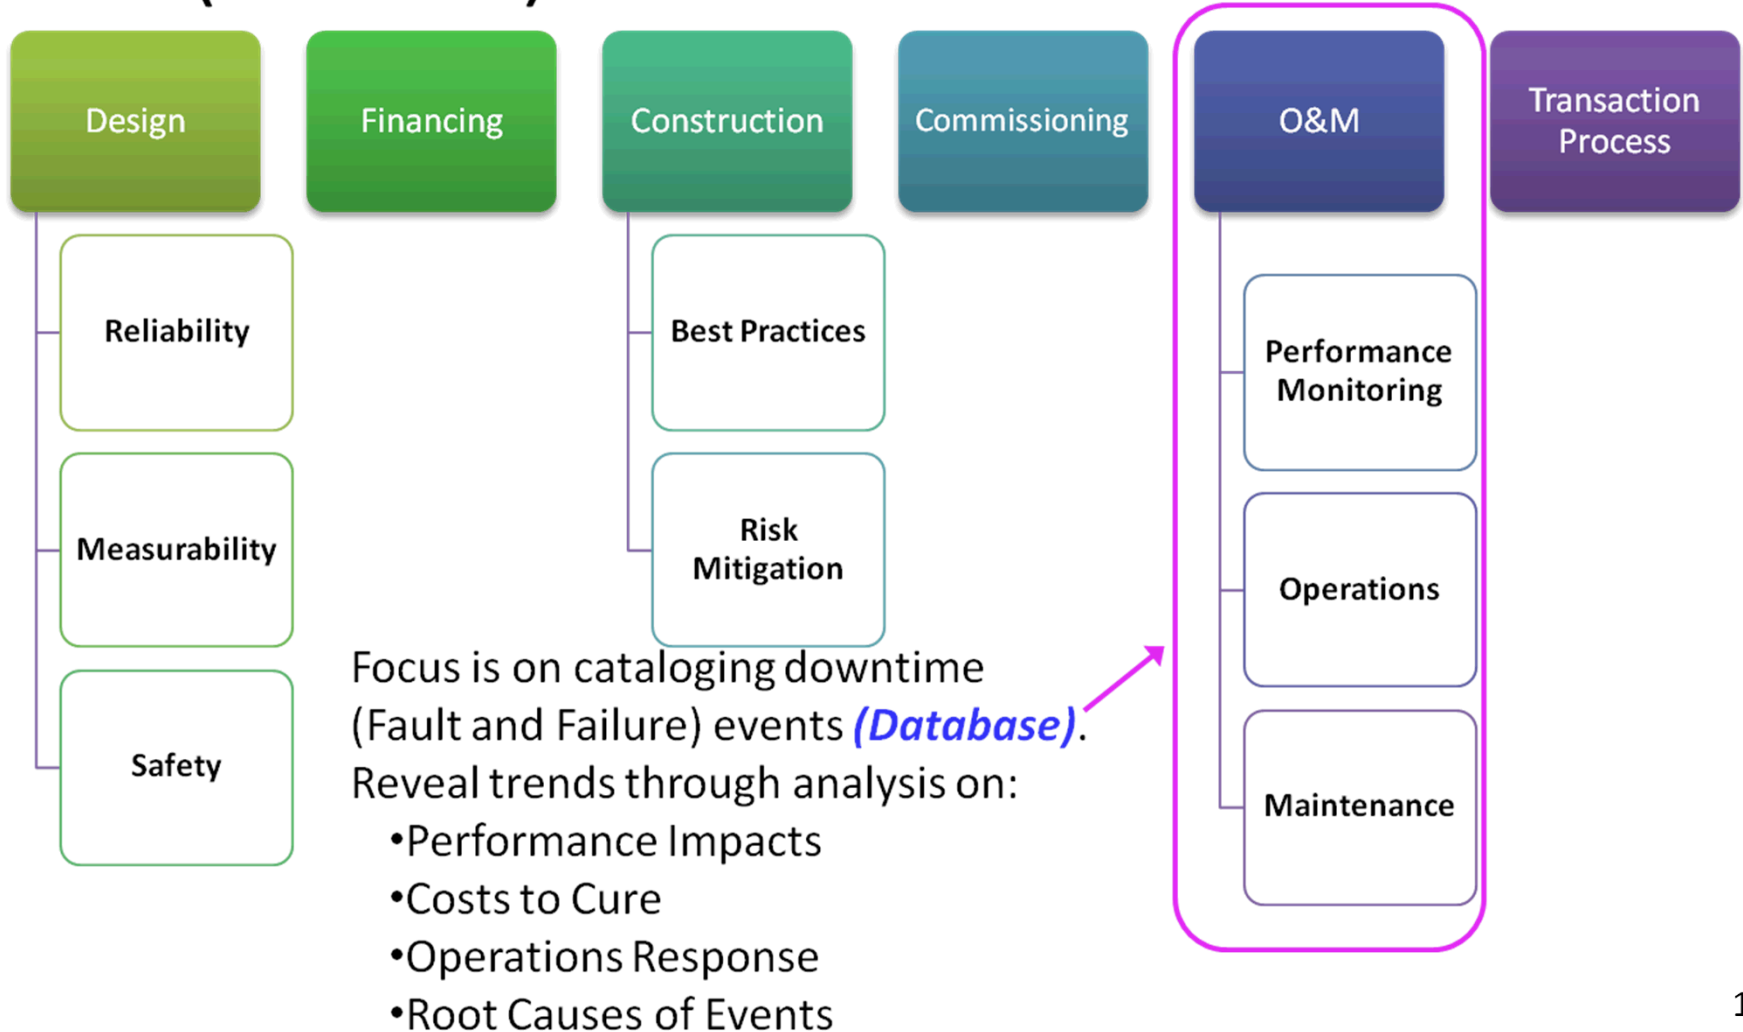 Design
Financing
Construction
Commissioning
O&M
Transaction
Process
Reliability
Measurability
Safety
Best Practices
Risk
Mitigation
Performance
Monitoring
Operations
Maintenance
Focus is on cataloging downtime
(Fault and Failure) events (Database).
Reveal trends through analysis on:
•Performance Impacts
•Costs to Cure
•Operations Response
•Root Causes of Events